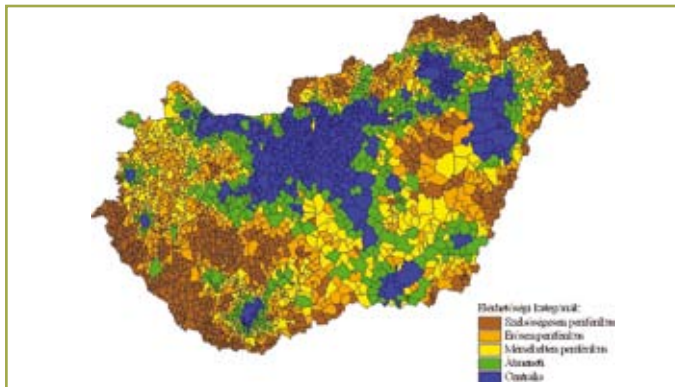 Elérhetőségi kategóriák:
Szélsőségesen periférikus
Erősen periférikus
Mérsékelten periférikus
Átmeneti
Centrális